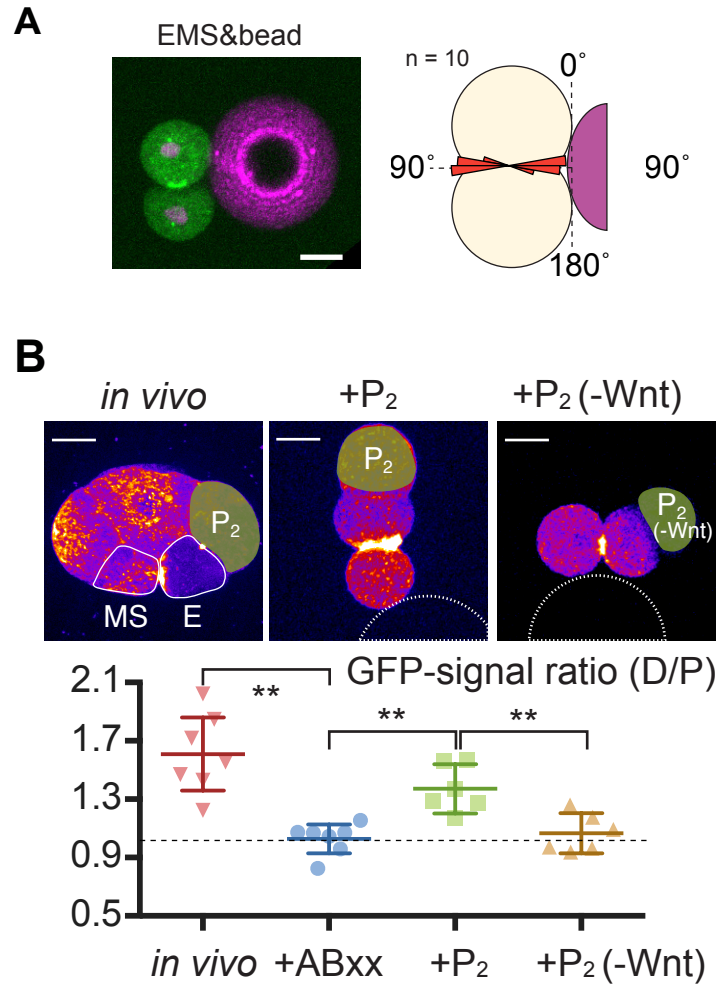 A
EMS&bead
n = 10
0°
90°
90°
180°
B
in vivo
+P₂
+P₂ (-Wnt)
P₂
MS
E
P₂
P₂
(-Wnt)
GFP-signal ratio (D/P)
2.1
1.7
1.3
0.9
0.5
**
**
**
in vivo
+ABxx
+P₂
+P₂ (-Wnt)